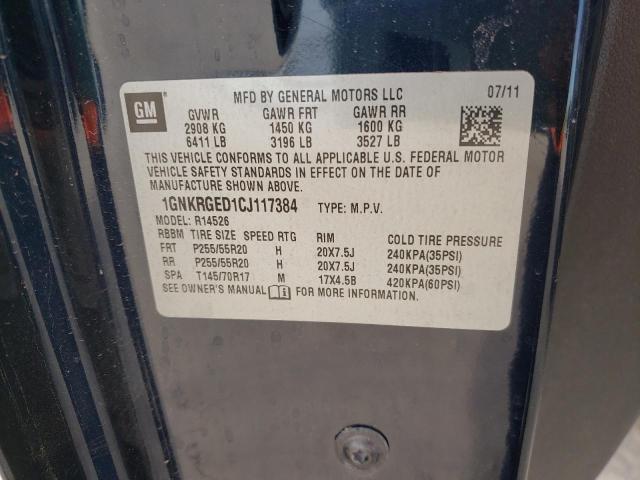 GM
MFD BY GENERAL MOTORS LLC 07/11
GVWR GAWR FRT GAWR RR
2908 KG 1450 KG 1600 KG
6411 LB 3196 LB 3527 LB
THIS VEHICLE CONFORMS TO ALL APPLICABLE U.S. FEDERAL MOTOR
VEHICLE SAFETY STANDARDS IN EFFECT ON THE DATE OF
MANUFACTURE SHOWN ABOVE.
1GNKRGED1CJ117384 TYPE: M.P.V.
MODEL: R14526
RBBM TIRE SIZE SPEED RTG RIM COLD TIRE PRESSURE
FRT P255/55R20 H 20X7.5J 240KPA(35PSI)
RR P255/55R20 H 20X7.5J 240KPA(35PSI)
SPA T145/70R17 M 17X4.5B 420KPA(60PSI)
SEE OWNER'S MANUAL FOR MORE INFORMATION.